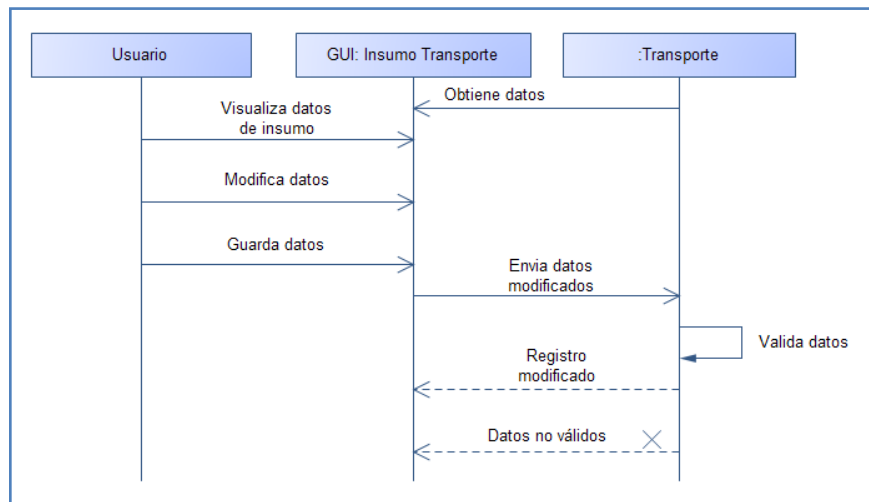 Usuario
GUI: Insumo Transporte
:Transporte
Obtiene datos
Visualiza datos
de insumo
Modifica datos
Guarda datos
Envia datos
modificados
Valida datos
Registro
modificado
Datos no válidos